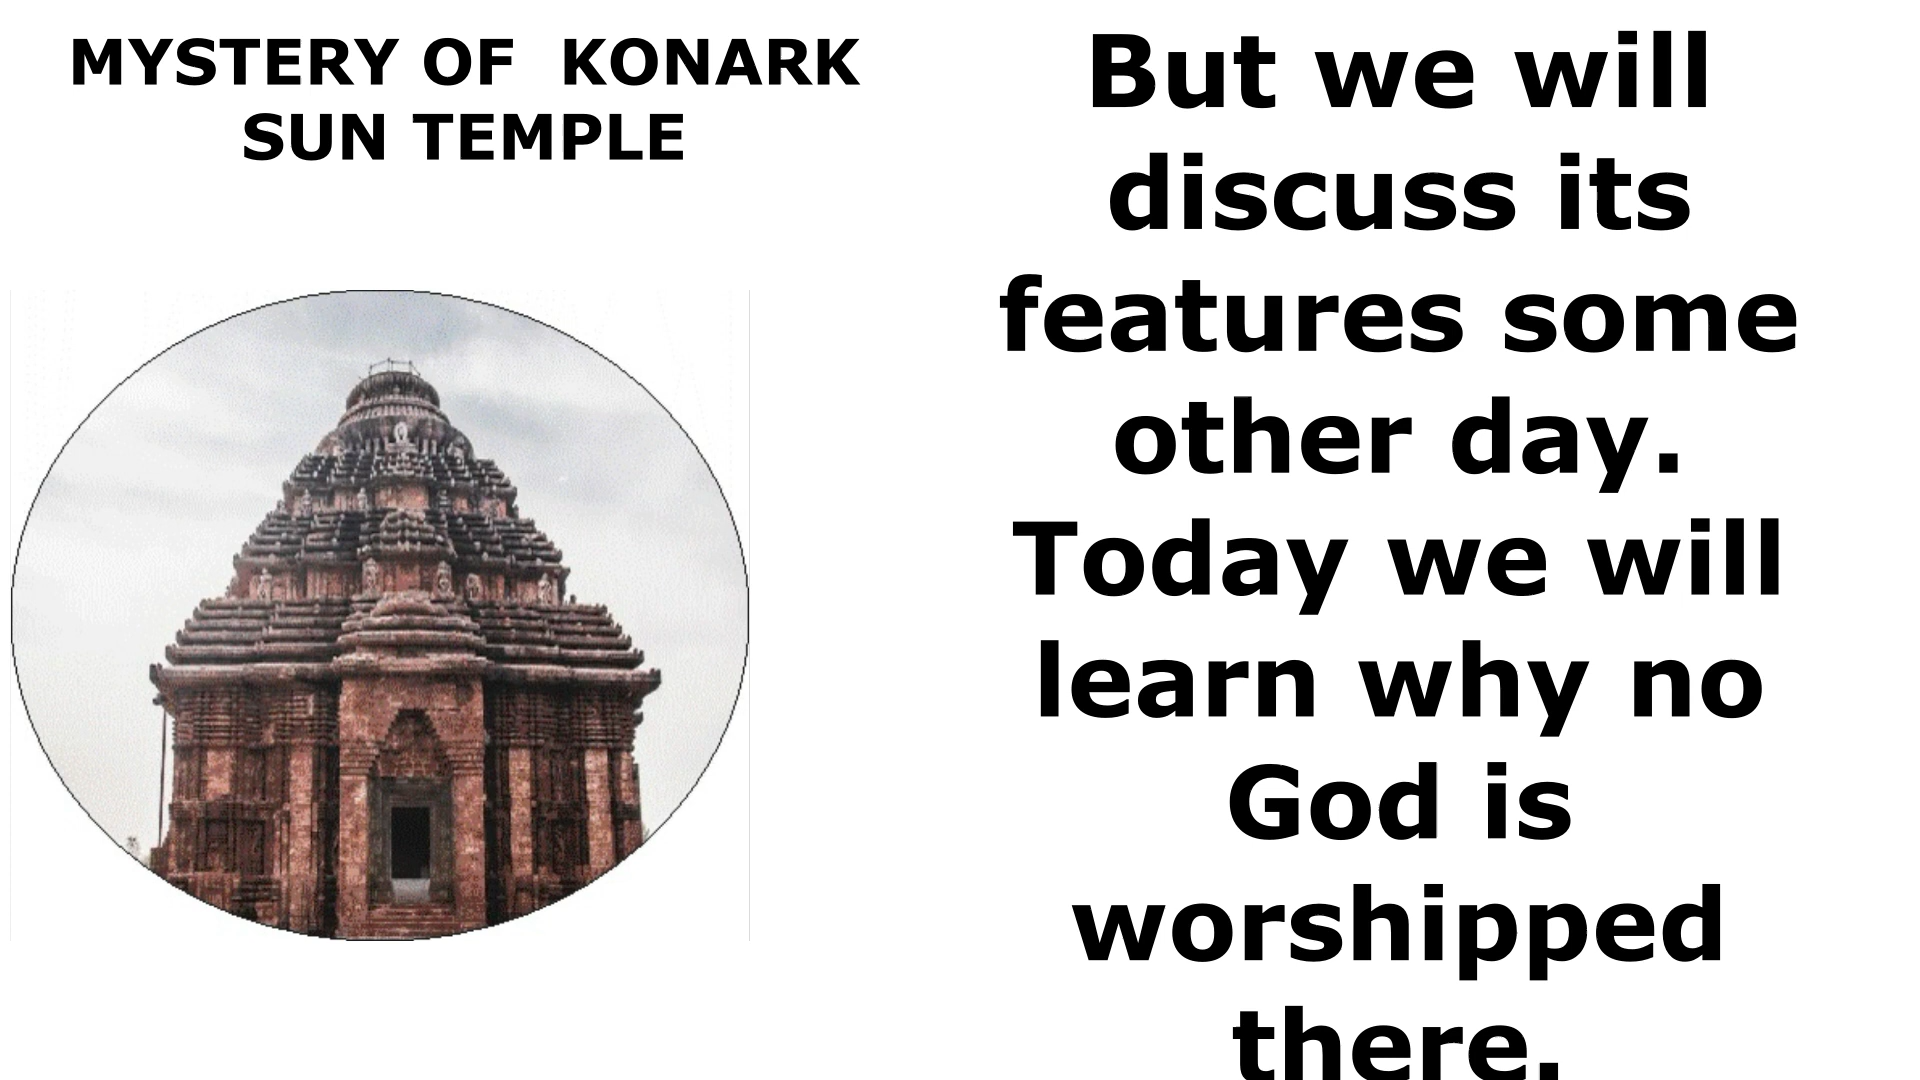 MYSTERY OF  KONARK
SUN TEMPLE
But we will
discuss its
features some
other day.
Today we will
learn why no
God is
worshipped
there.